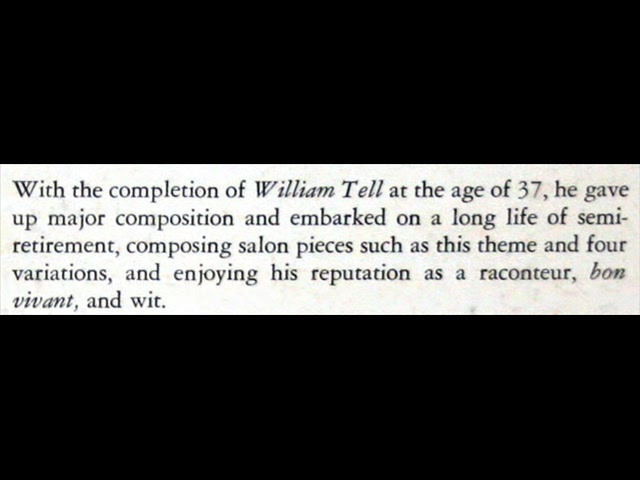 With the completion of William Tell at the age of 37, he gave
up major composition and embarked on a long life of semi-
retirement, composing salon pieces such as this theme and four
variations, and enjoying his reputation as a raconteur, bon
vivant, and wit.